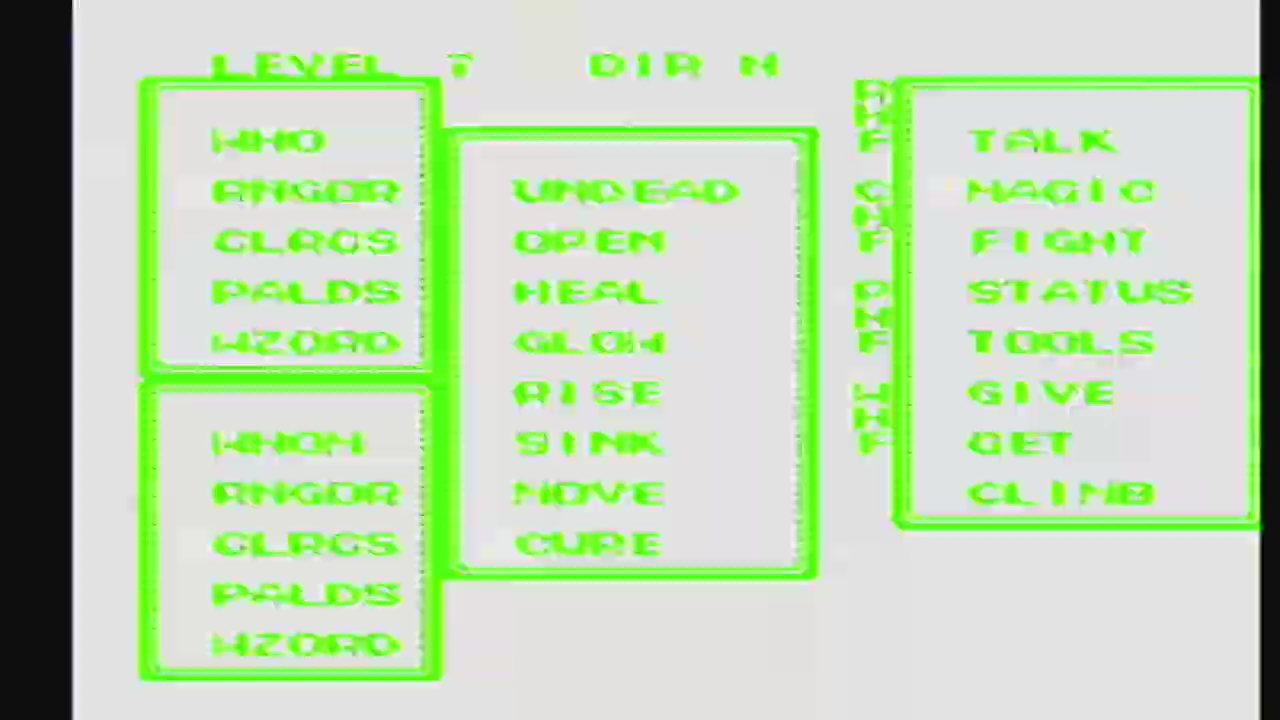 LEVEL 7 DIR N
WHO
RNGDR
CLRCS
PALDS
WZORD
WHOM
RNGDR
CLRCS
PALDS
WZORD
UNDEAD
OPEN
HEAL
GLOW
RISE
SINK
MOVE
CURE
TALK
MAGIC
FIGHT
STATUS
TOOLS
GIVE
GET
CLIMB